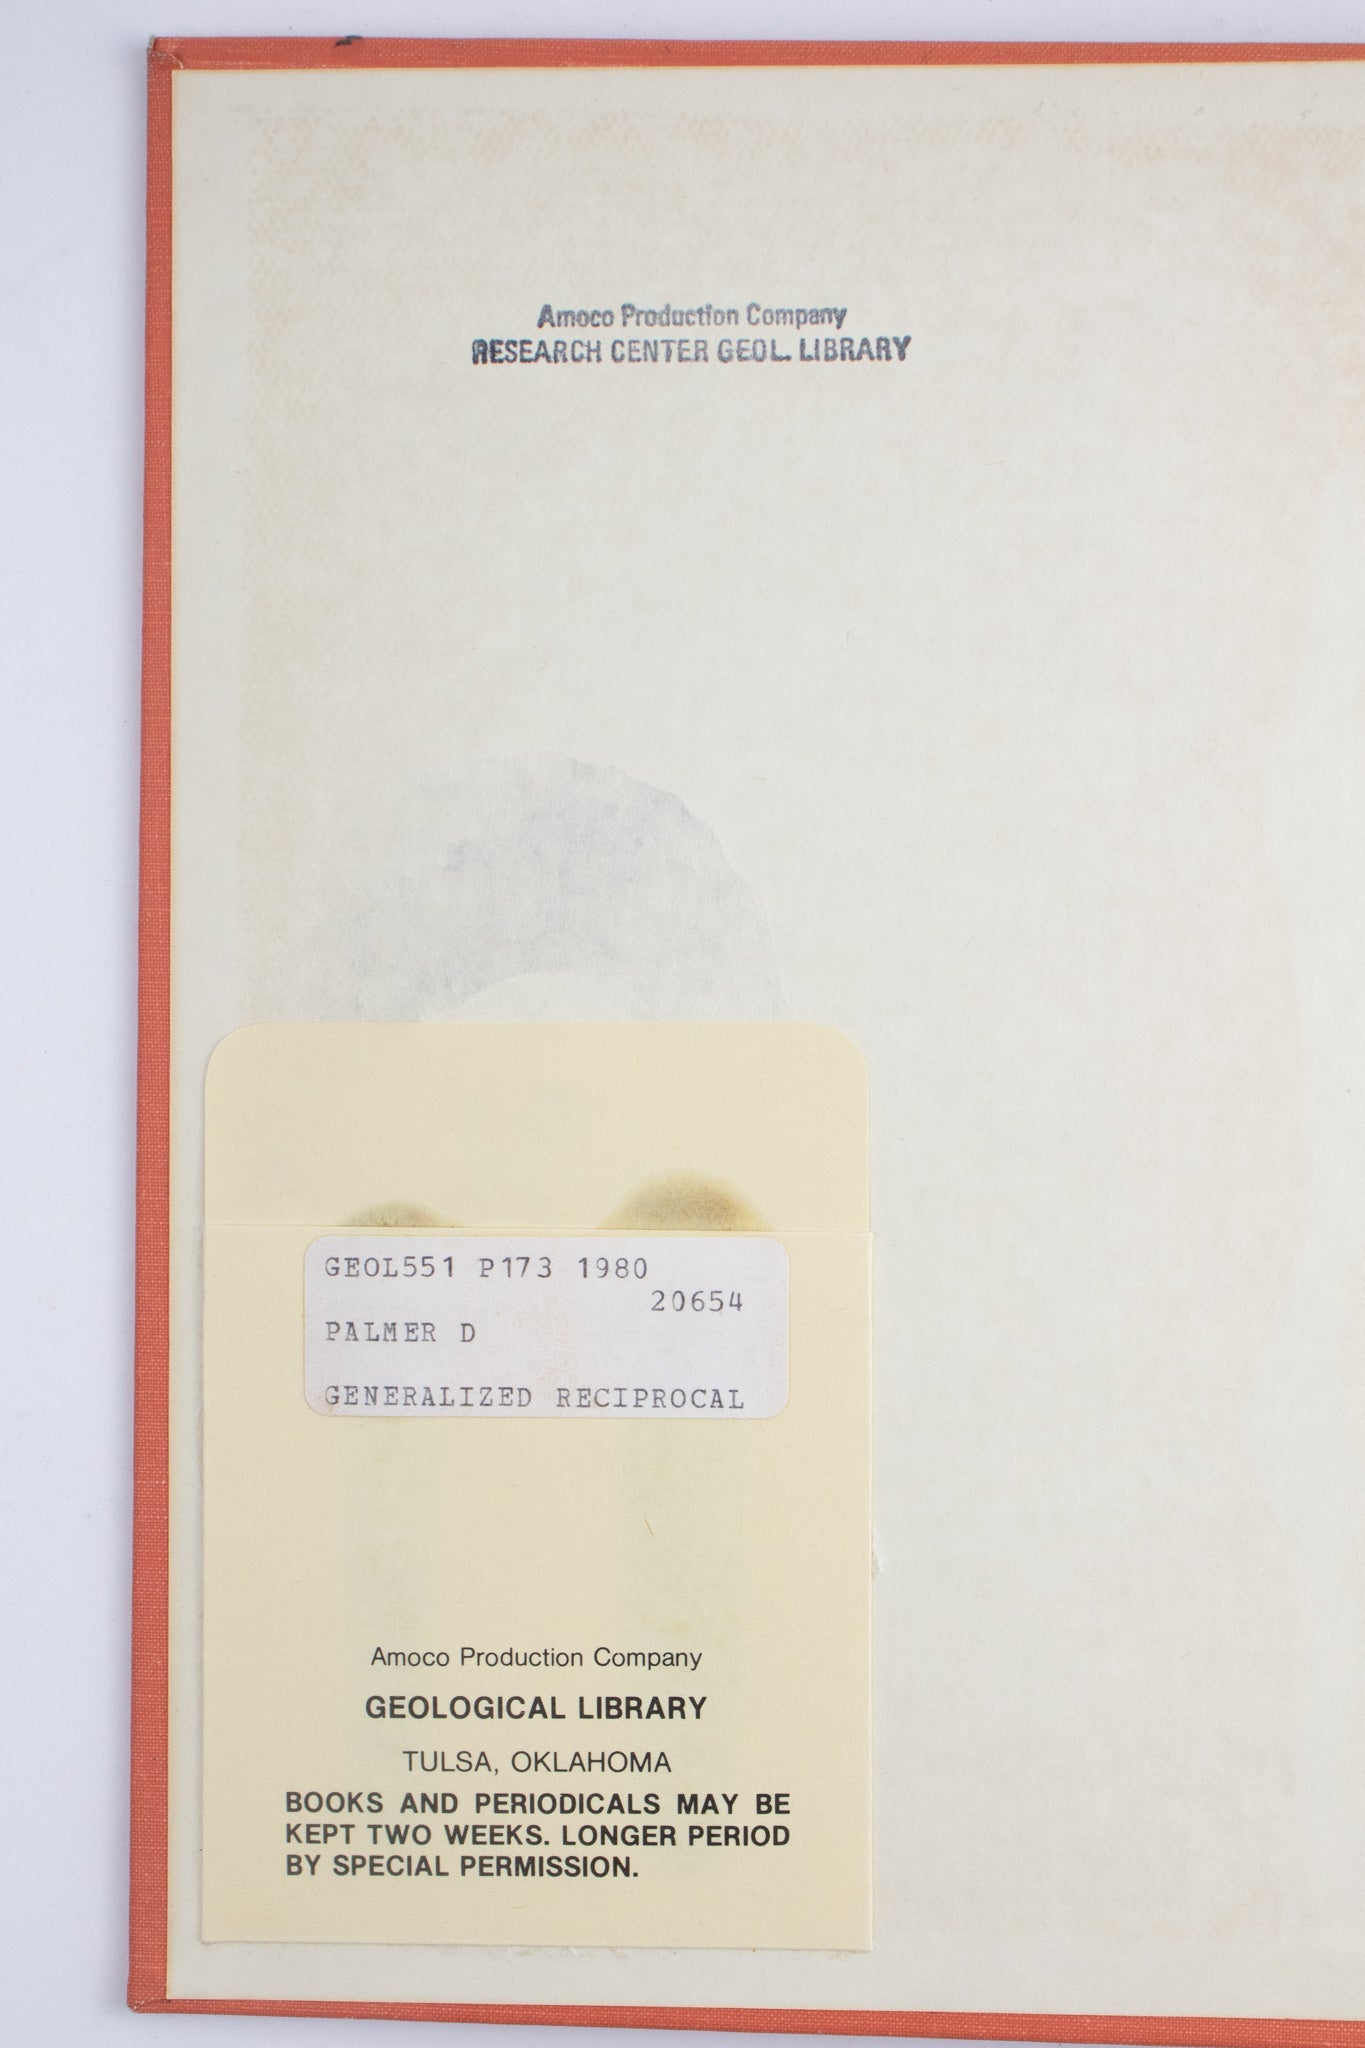 Amoco Production Company
RESEARCH CENTER GEOL. LIBRARY
GEOL551 P173 1980
20654
PALMER D
GENERALIZED RECIPROCAL
Amoco Production Company
GEOLOGICAL LIBRARY
TULSA, OKLAHOMA
BOOKS AND PERIODICALS MAY BE
KEPT TWO WEEKS. LONGER PERIOD
BY SPECIAL PERMISSION.